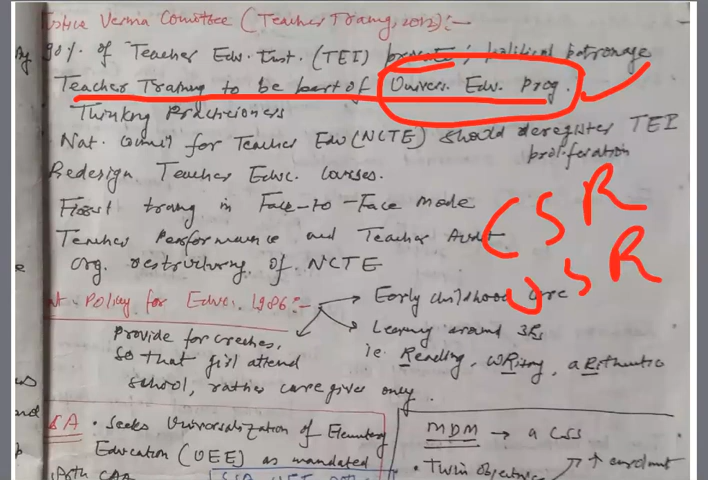 Justice Verma Committee (Teacher Traing, 2012):-
90% of Teacher Edu. Inst. (TEI) private; political patronage
Teacher Traing to be part of Univers. Edu. Prog.
Thinking Practitioners
Nat. Council for Teacher Edu (NCTE) should deregister TEI
proliferation
Redesign Teacher Educ. Courses.
First traing in Face-to-Face mode
CSR
Teacher Performance and Teacher Audit
USR
Org. restructuring of NCTE
Nat. Policy for Educ. 1986:-
Early childhood care
Learning around 3Rs
i.e. Reading, wRiting, aRithmetic
Provide for creches,
so that girl attend
school, rather care gives only.
SSA
• Seeks Universalization of Elementary
Education (UEE) as mandated
MDM → a CSS
• Twin objectives
↑ enrolment